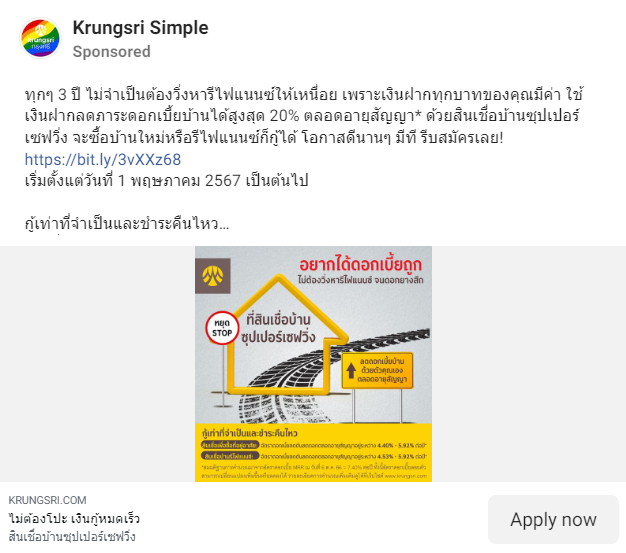 Krungsri
กรุงศรี
Krungsri Simple
Sponsored
ทุกๆ 3 ปี ไม่จำเป็นต้องวิ่งหารีไฟแนนซ์ให้เหนื่อย เพราะเงินฝากทุกบาทของคุณมีค่า ใช้
เงินฝากลดภาระดอกเบี้ยบ้านได้สูงสุด 20% ตลอดอายุสัญญา* ด้วยสินเชื่อบ้านซุปเปอร์
เซฟวิ่ง จะซื้อบ้านใหม่หรือรีไฟแนนซ์ก็กู้ได้ โอกาสดีนานๆ มีที รีบสมัครเลย!
https://bit.ly/3vXXz68
เริ่มตั้งแต่วันที่ 1 พฤษภาคม 2567 เป็นต้นไป
กู้เท่าที่จำเป็นและชำระคืนไหว...
อยากได้ดอกเบี้ยถูก
ไม่ต้องวิ่งหารีไฟแนนซ์ จนดอกยางสึก
หยุด
STOP
ที่สินเชื่อบ้าน
ซุปเปอร์เซฟวิ่ง
ลดดอกเบี้ยบ้าน
ด้วยตัวคุณเอง
ตลอดอายุสัญญา
กู้เท่าที่จำเป็นและชำระคืนไหว
สินเชื่อเพื่อซื้อที่อยู่อาศัย อัตราดอกเบี้ยแท้จริงตลอดอายุสัญญาอยู่ระหว่าง 4.40% - 5.92% ต่อปี*
สินเชื่อบ้านรีไฟแนนซ์ อัตราดอกเบี้ยแท้จริงตลอดอายุสัญญาอยู่ระหว่าง 4.53% - 5.92% ต่อปี*
www.krungsri.com
KRUNGSRI.COM
ไม่ต้องโปะ เงินกู้หมดเร็ว
สินเชื่อบ้านซุปเปอร์เซฟวิ่ง
Apply now